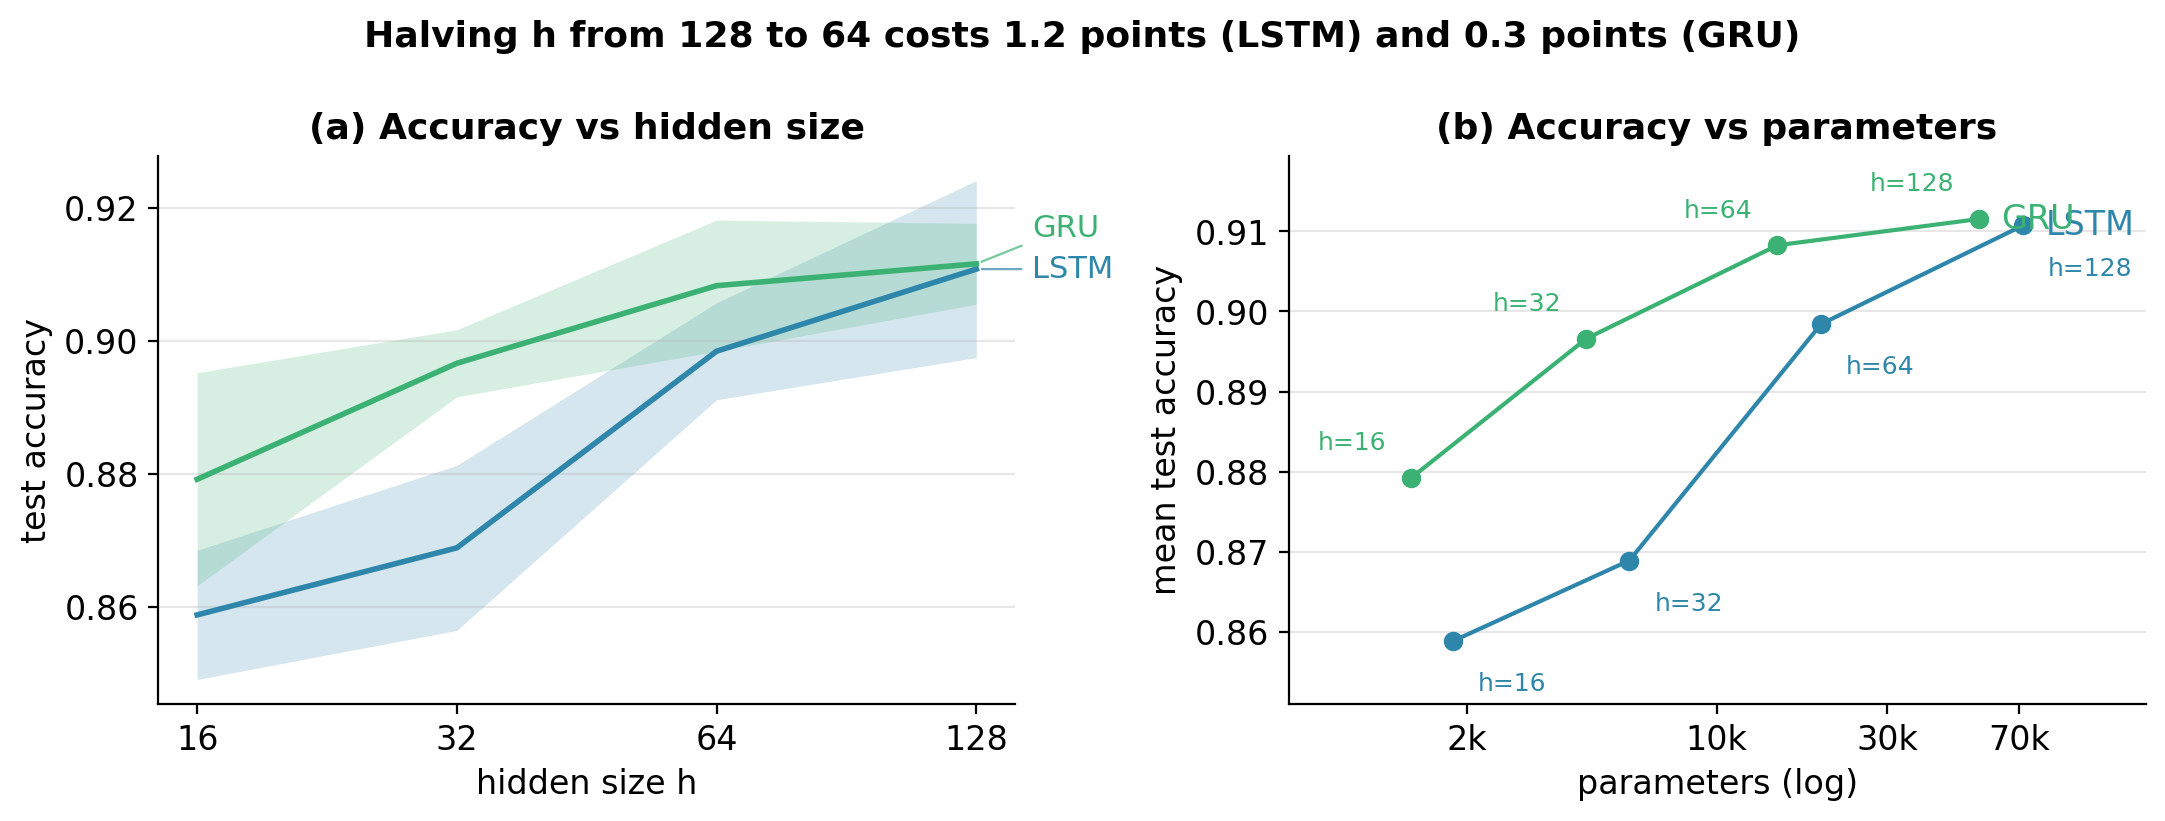 Halving h from 128 to 64 costs 1.2 points (LSTM) and 0.3 points (GRU)
(a) Accuracy vs hidden size
test accuracy
0.92
0.90
0.88
0.86
16
32
64
128
hidden size h
GRU
LSTM
(b) Accuracy vs parameters
mean test accuracy
0.91
0.90
0.89
0.88
0.87
0.86
h=16
h=32
h=64
h=128
GRU
LSTM
h=128
h=64
h=32
h=16
2k
10k
30k
70k
parameters (log)